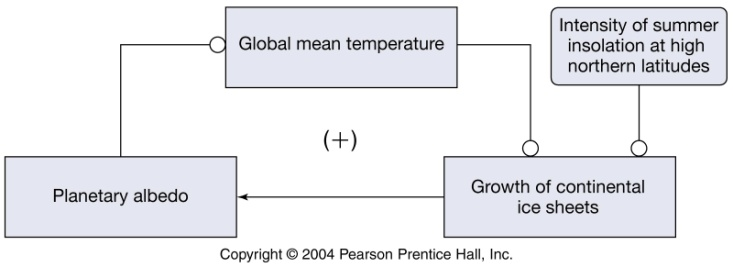 Global mean temperature
Intensity of summer
insolation at high
northern latitudes
(+)
Planetary albedo
Growth of continental
ice sheets
Copyright © 2004 Pearson Prentice Hall, Inc.